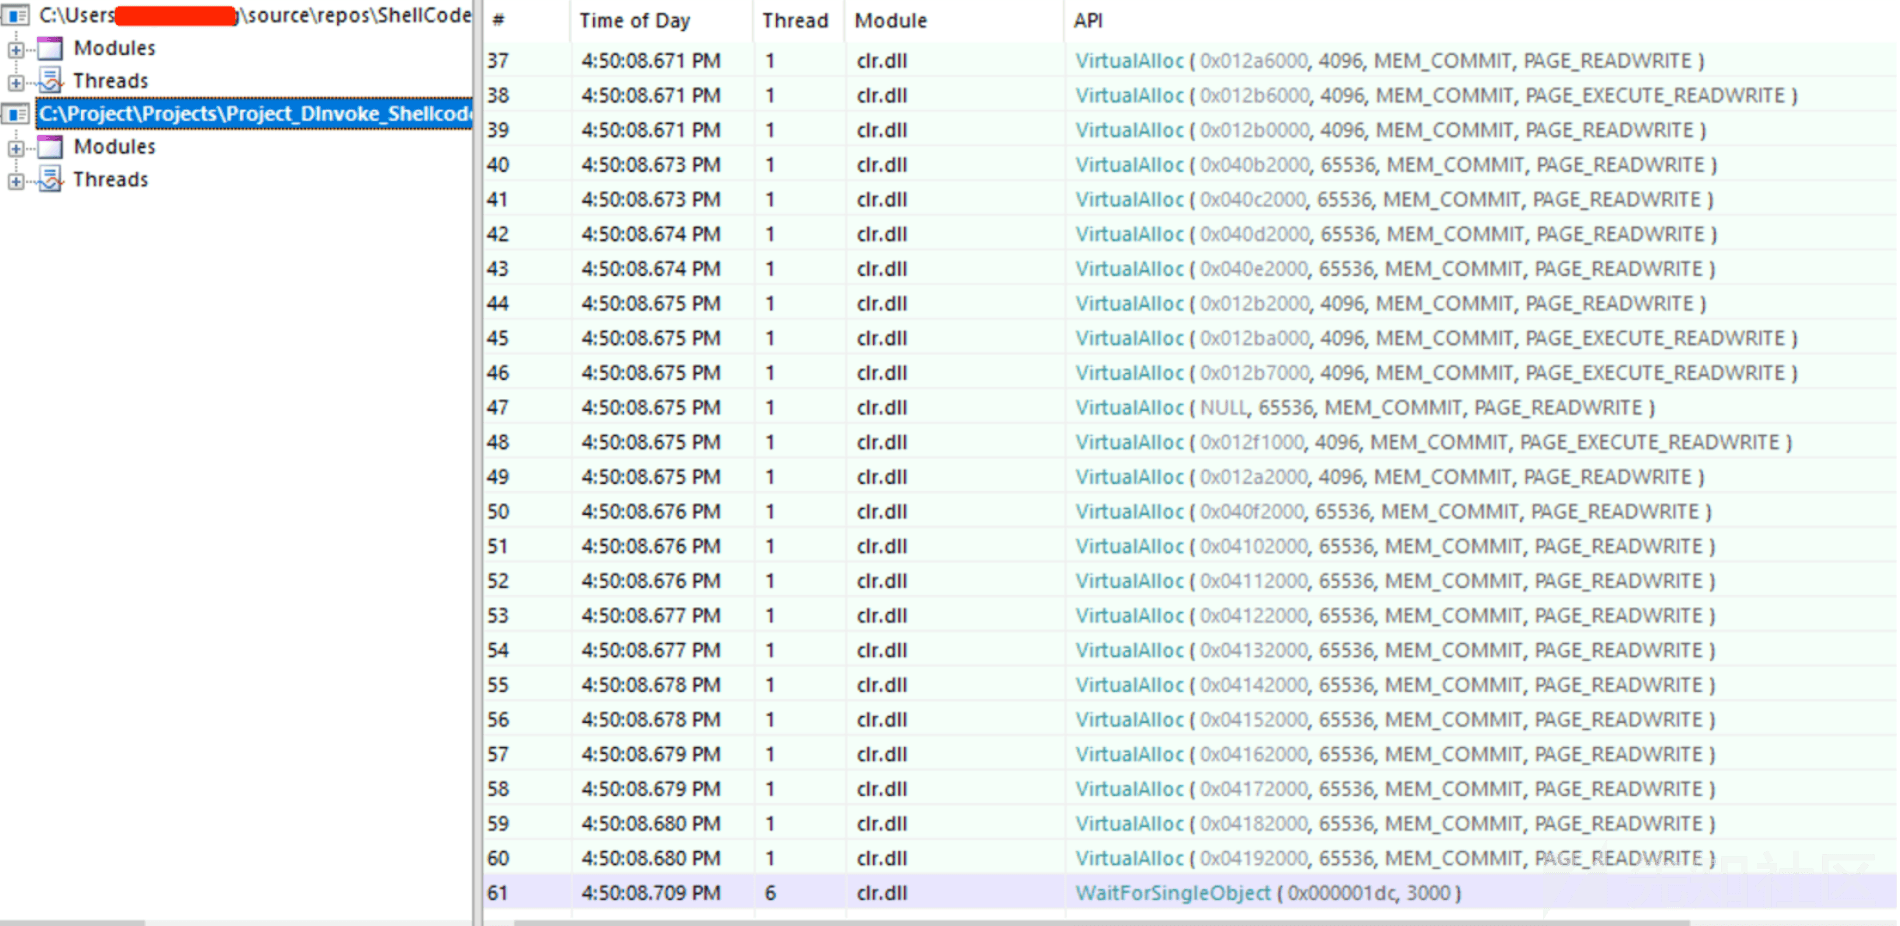 C:\Users \source\repos\ShellCode
Modules
Threads
C:\Project\Projects\Project_DInvoke_Shellcod
Modules
Threads
# Time of Day Thread Module API
37 4:50:08.671 PM 1 clr.dll VirtualAlloc ( 0x012a6000, 4096, MEM_COMMIT, PAGE_READWRITE )
38 4:50:08.671 PM 1 clr.dll VirtualAlloc ( 0x012b6000, 4096, MEM_COMMIT, PAGE_EXECUTE_READWRITE )
39 4:50:08.671 PM 1 clr.dll VirtualAlloc ( 0x012b0000, 4096, MEM_COMMIT, PAGE_READWRITE )
40 4:50:08.673 PM 1 clr.dll VirtualAlloc ( 0x040b2000, 65536, MEM_COMMIT, PAGE_READWRITE )
41 4:50:08.673 PM 1 clr.dll VirtualAlloc ( 0x040c2000, 65536, MEM_COMMIT, PAGE_READWRITE )
42 4:50:08.674 PM 1 clr.dll VirtualAlloc ( 0x040d2000, 65536, MEM_COMMIT, PAGE_READWRITE )
43 4:50:08.674 PM 1 clr.dll VirtualAlloc ( 0x040e2000, 65536, MEM_COMMIT, PAGE_READWRITE )
44 4:50:08.675 PM 1 clr.dll VirtualAlloc ( 0x012b2000, 4096, MEM_COMMIT, PAGE_READWRITE )
45 4:50:08.675 PM 1 clr.dll VirtualAlloc ( 0x012ba000, 4096, MEM_COMMIT, PAGE_EXECUTE_READWRITE )
46 4:50:08.675 PM 1 clr.dll VirtualAlloc ( 0x012b7000, 4096, MEM_COMMIT, PAGE_EXECUTE_READWRITE )
47 4:50:08.675 PM 1 clr.dll VirtualAlloc ( NULL, 65536, MEM_COMMIT, PAGE_READWRITE )
48 4:50:08.675 PM 1 clr.dll VirtualAlloc ( 0x012f1000, 4096, MEM_COMMIT, PAGE_EXECUTE_READWRITE )
49 4:50:08.675 PM 1 clr.dll VirtualAlloc ( 0x012a2000, 4096, MEM_COMMIT, PAGE_READWRITE )
50 4:50:08.676 PM 1 clr.dll VirtualAlloc ( 0x040f2000, 65536, MEM_COMMIT, PAGE_READWRITE )
51 4:50:08.676 PM 1 clr.dll VirtualAlloc ( 0x04102000, 65536, MEM_COMMIT, PAGE_READWRITE )
52 4:50:08.676 PM 1 clr.dll VirtualAlloc ( 0x04112000, 65536, MEM_COMMIT, PAGE_READWRITE )
53 4:50:08.677 PM 1 clr.dll VirtualAlloc ( 0x04122000, 65536, MEM_COMMIT, PAGE_READWRITE )
54 4:50:08.677 PM 1 clr.dll VirtualAlloc ( 0x04132000, 65536, MEM_COMMIT, PAGE_READWRITE )
55 4:50:08.678 PM 1 clr.dll VirtualAlloc ( 0x04142000, 65536, MEM_COMMIT, PAGE_READWRITE )
56 4:50:08.678 PM 1 clr.dll VirtualAlloc ( 0x04152000, 65536, MEM_COMMIT, PAGE_READWRITE )
57 4:50:08.679 PM 1 clr.dll VirtualAlloc ( 0x04162000, 65536, MEM_COMMIT, PAGE_READWRITE )
58 4:50:08.679 PM 1 clr.dll VirtualAlloc ( 0x04172000, 65536, MEM_COMMIT, PAGE_READWRITE )
59 4:50:08.680 PM 1 clr.dll VirtualAlloc ( 0x04182000, 65536, MEM_COMMIT, PAGE_READWRITE )
60 4:50:08.680 PM 1 clr.dll VirtualAlloc ( 0x04192000, 65536, MEM_COMMIT, PAGE_READWRITE )
61 4:50:08.709 PM 6 clr.dll WaitForSingleObject ( 0x000001dc, 3000 )